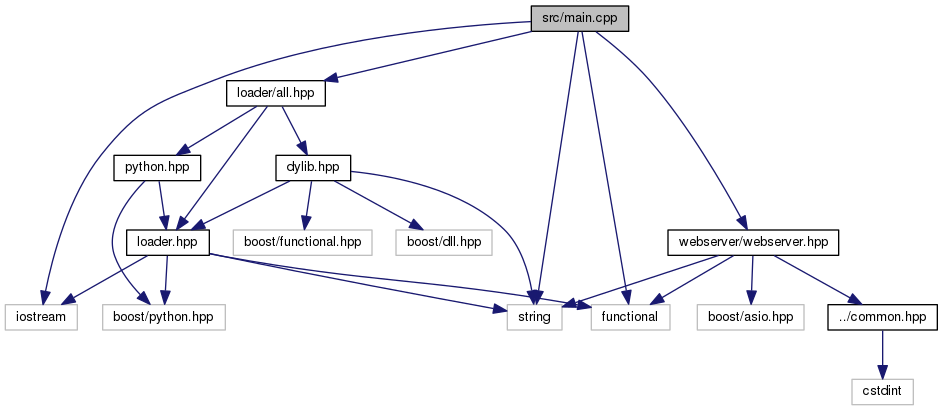 src/main.cpp
loader/all.hpp
python.hpp
dylib.hpp
loader.hpp
boost/functional.hpp
boost/dll.hpp
webserver/webserver.hpp
iostream
boost/python.hpp
string
functional
boost/asio.hpp
../common.hpp
cstdint